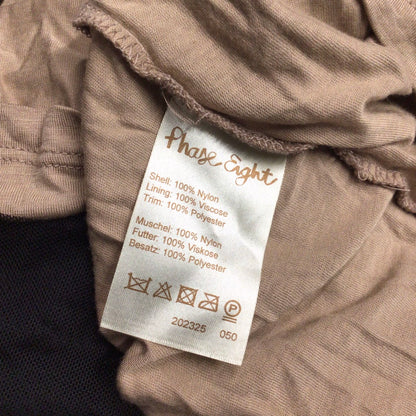 Phase Eight
Shell: 100% Nylon
Lining: 100% Viscose
Trim: 100% Polyester
Muschel: 100% Nylon
Futter: 100% Viskose
Besatz: 100% Polyester
P
202325 050